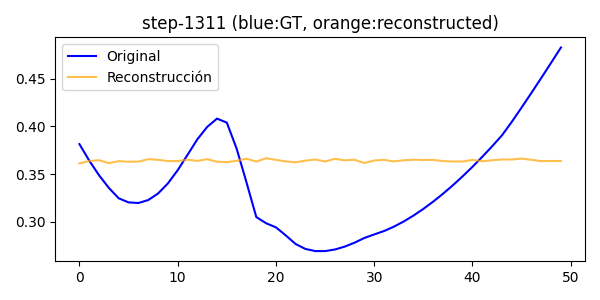 step-1311 (blue:GT, orange:reconstructed)
Original
Reconstrucción
0.45
0.40
0.35
0.30
0 10 20 30 40 50